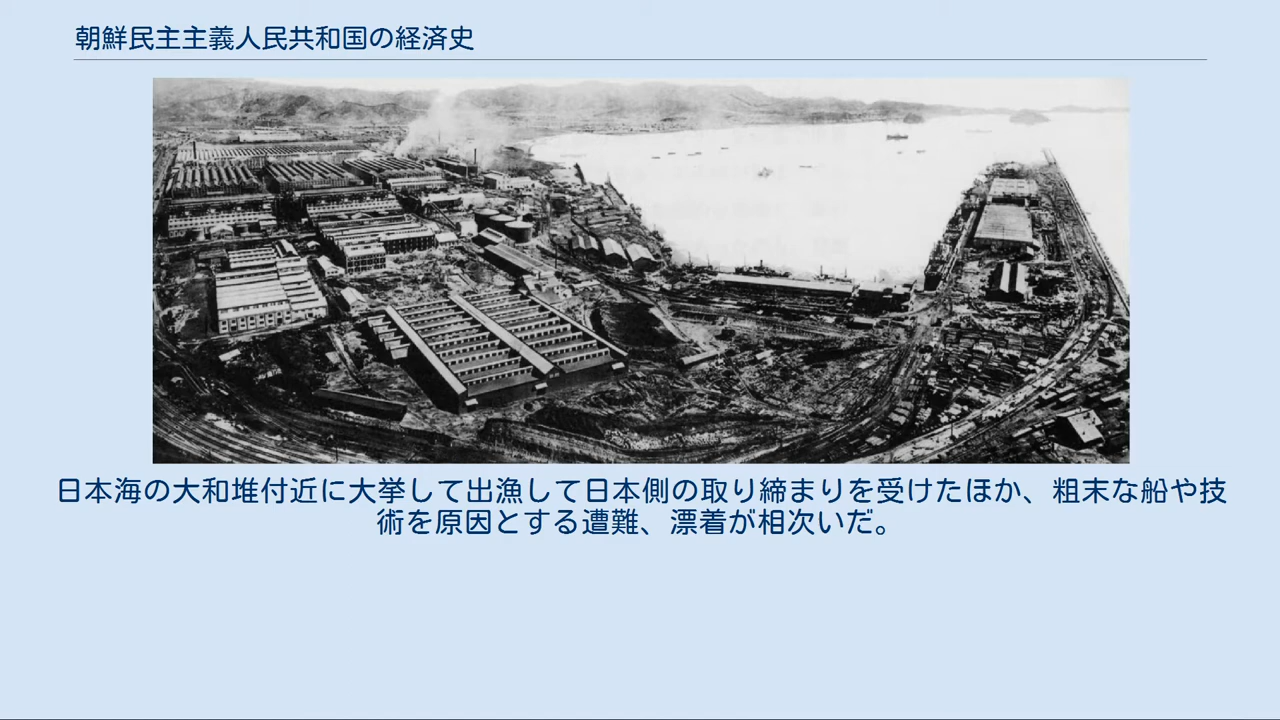 朝鮮民主主義人民共和国の経済史
日本海の大和堆付近に大挙して出漁して日本側の取り締まりを受けたほか、粗末な船や技
術を原因とする遭難、漂着が相次いだ。